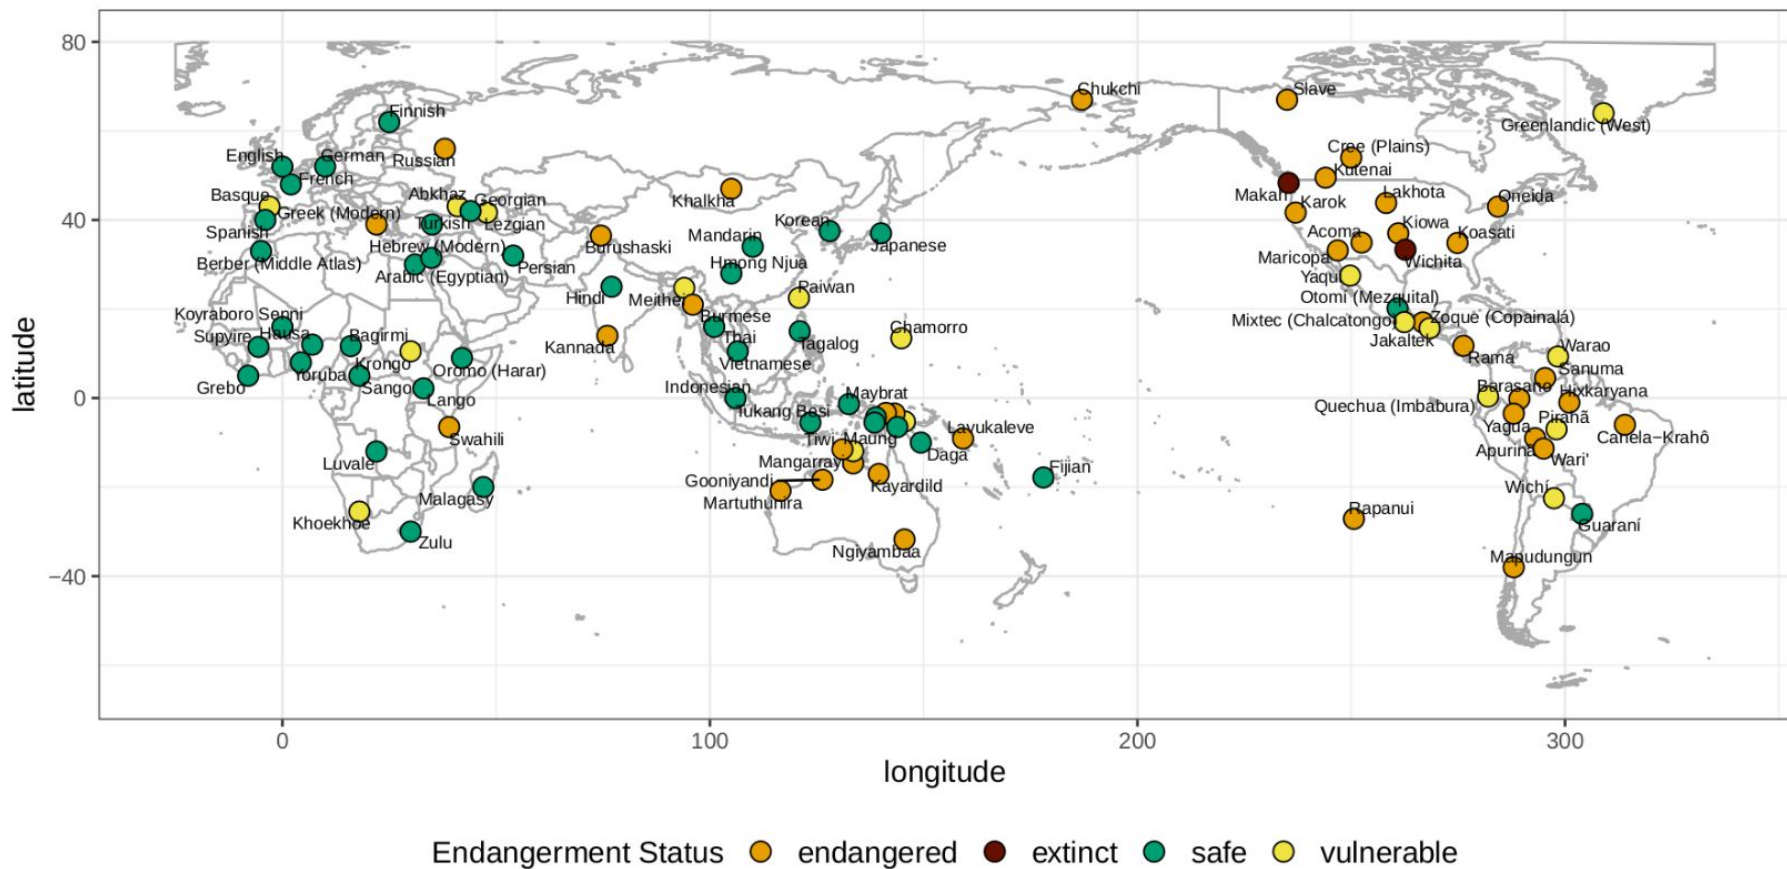 80
40
0
−40
latitude
0
100
200
300
longitude
Finnish
English
German
Russian
French
Basque
Abkhaz
Georgian
Greek (Modern)
Turkish
Lezgian
Spanish
Hebrew (Modern)
Berber (Middle Atlas)
Arabic (Egyptian)
Persian
Koyraboro Senni
Supyire
Hausa
Bagirmi
Krongo
Oromo (Harar)
Grebo
Yoruba
Sango
Lango
Swahili
Luvale
Malagasy
Khoekhoe
Zulu
Chukchi
Khalkha
Korean
Burushaski
Mandarin
Japanese
Hmong Njua
Hindi
Meithei
Paiwan
Burmese
Chamorro
Kannada
Thai
Tagalog
Vietnamese
Indonesian
Maybrat
Tukang Besi
Tiwi
Maung
Lavukaleve
Daga
Mangarrayi
Gooniyandi
Kayardild
Fijian
Martuthunira
Ngiyambaa
Slave
Greenlandic (West)
Cree (Plains)
Kutenai
Makah
Karok
Lakhota
Oneida
Acoma
Kiowa
Koasati
Maricopa
Wichita
Yaqui
Otomí (Mezquital)
Mixtec (Chalcatongo)
Zoque (Copainalá)
Jakaltek
Rama
Warao
Sanuma
Barasano
Hixkaryana
Quechua (Imbabura)
Pirahã
Yagua
Canela−Krahô
Apurinã
Wari'
Wichí
Rapanui
Guaraní
Mapudungun
Endangerment Status endangered extinct safe vulnerable